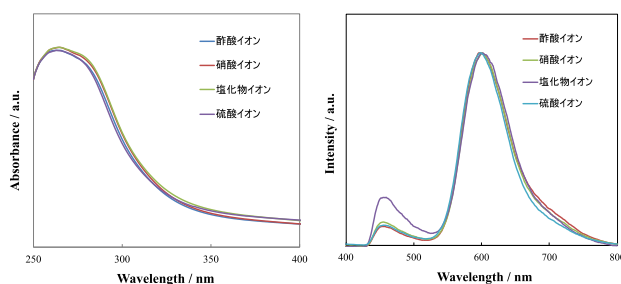 Absorbance / a.u.
酢酸イオン
硝酸イオン
塩化物イオン
硫酸イオン
250 300 350 400
Wavelength / nm
Intensity / a.u.
酢酸イオン
硝酸イオン
塩化物イオン
硫酸イオン
400 500 600 700 800
Wavelength / nm